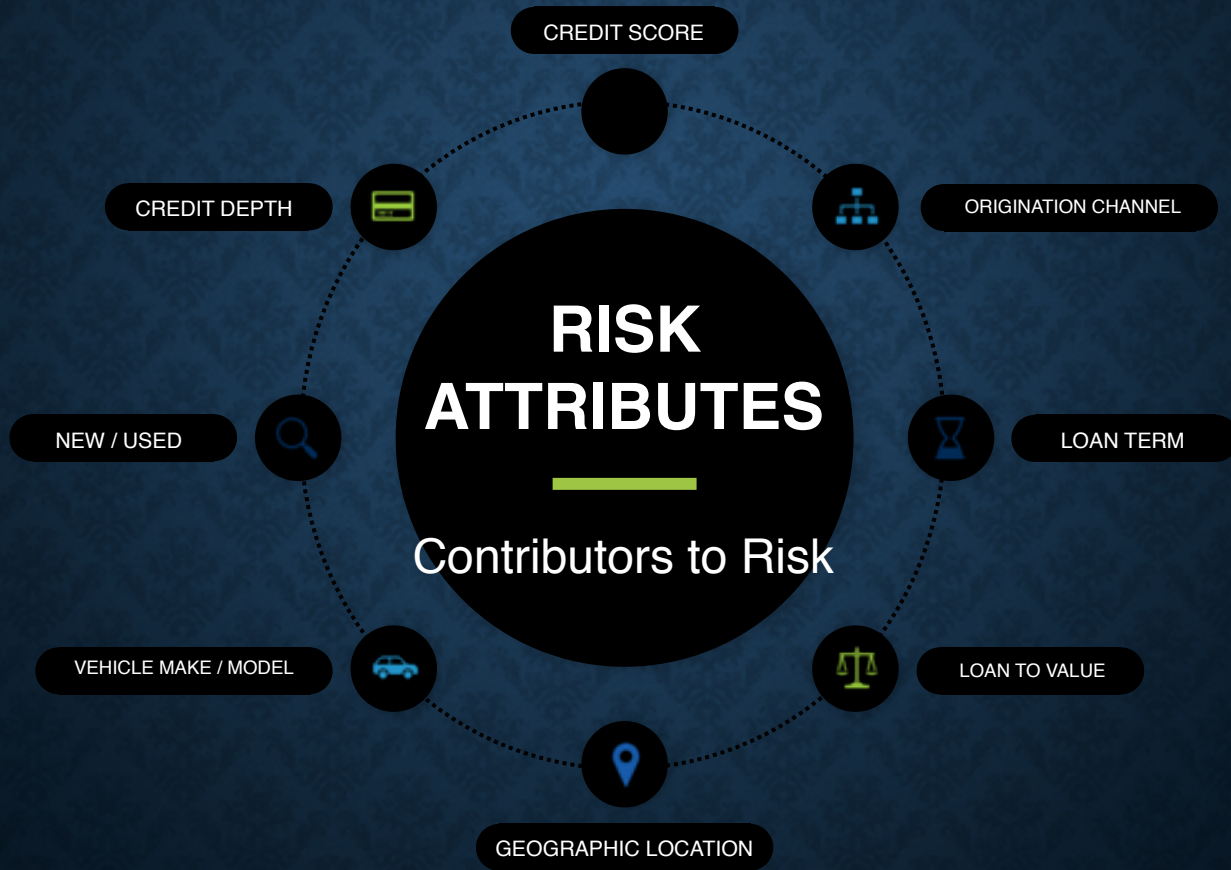 CREDIT SCORE
CREDIT DEPTH
ORIGINATION CHANNEL
RISK
ATTRIBUTES
NEW / USED
LOAN TERM
Contributors to Risk
VEHICLE MAKE / MODEL
LOAN TO VALUE
GEOGRAPHIC LOCATION